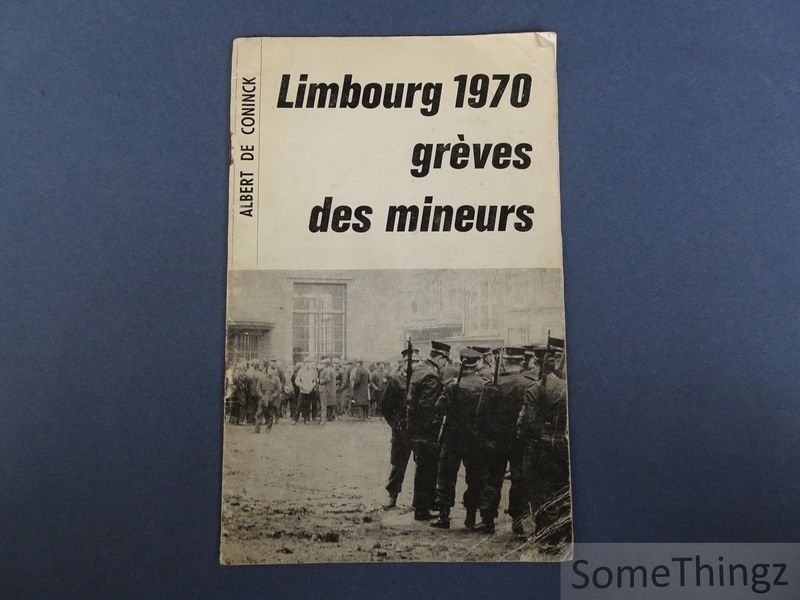 ALBERT DE CONINCK
Limbourg 1970
grèves
des mineurs
SomeThingz